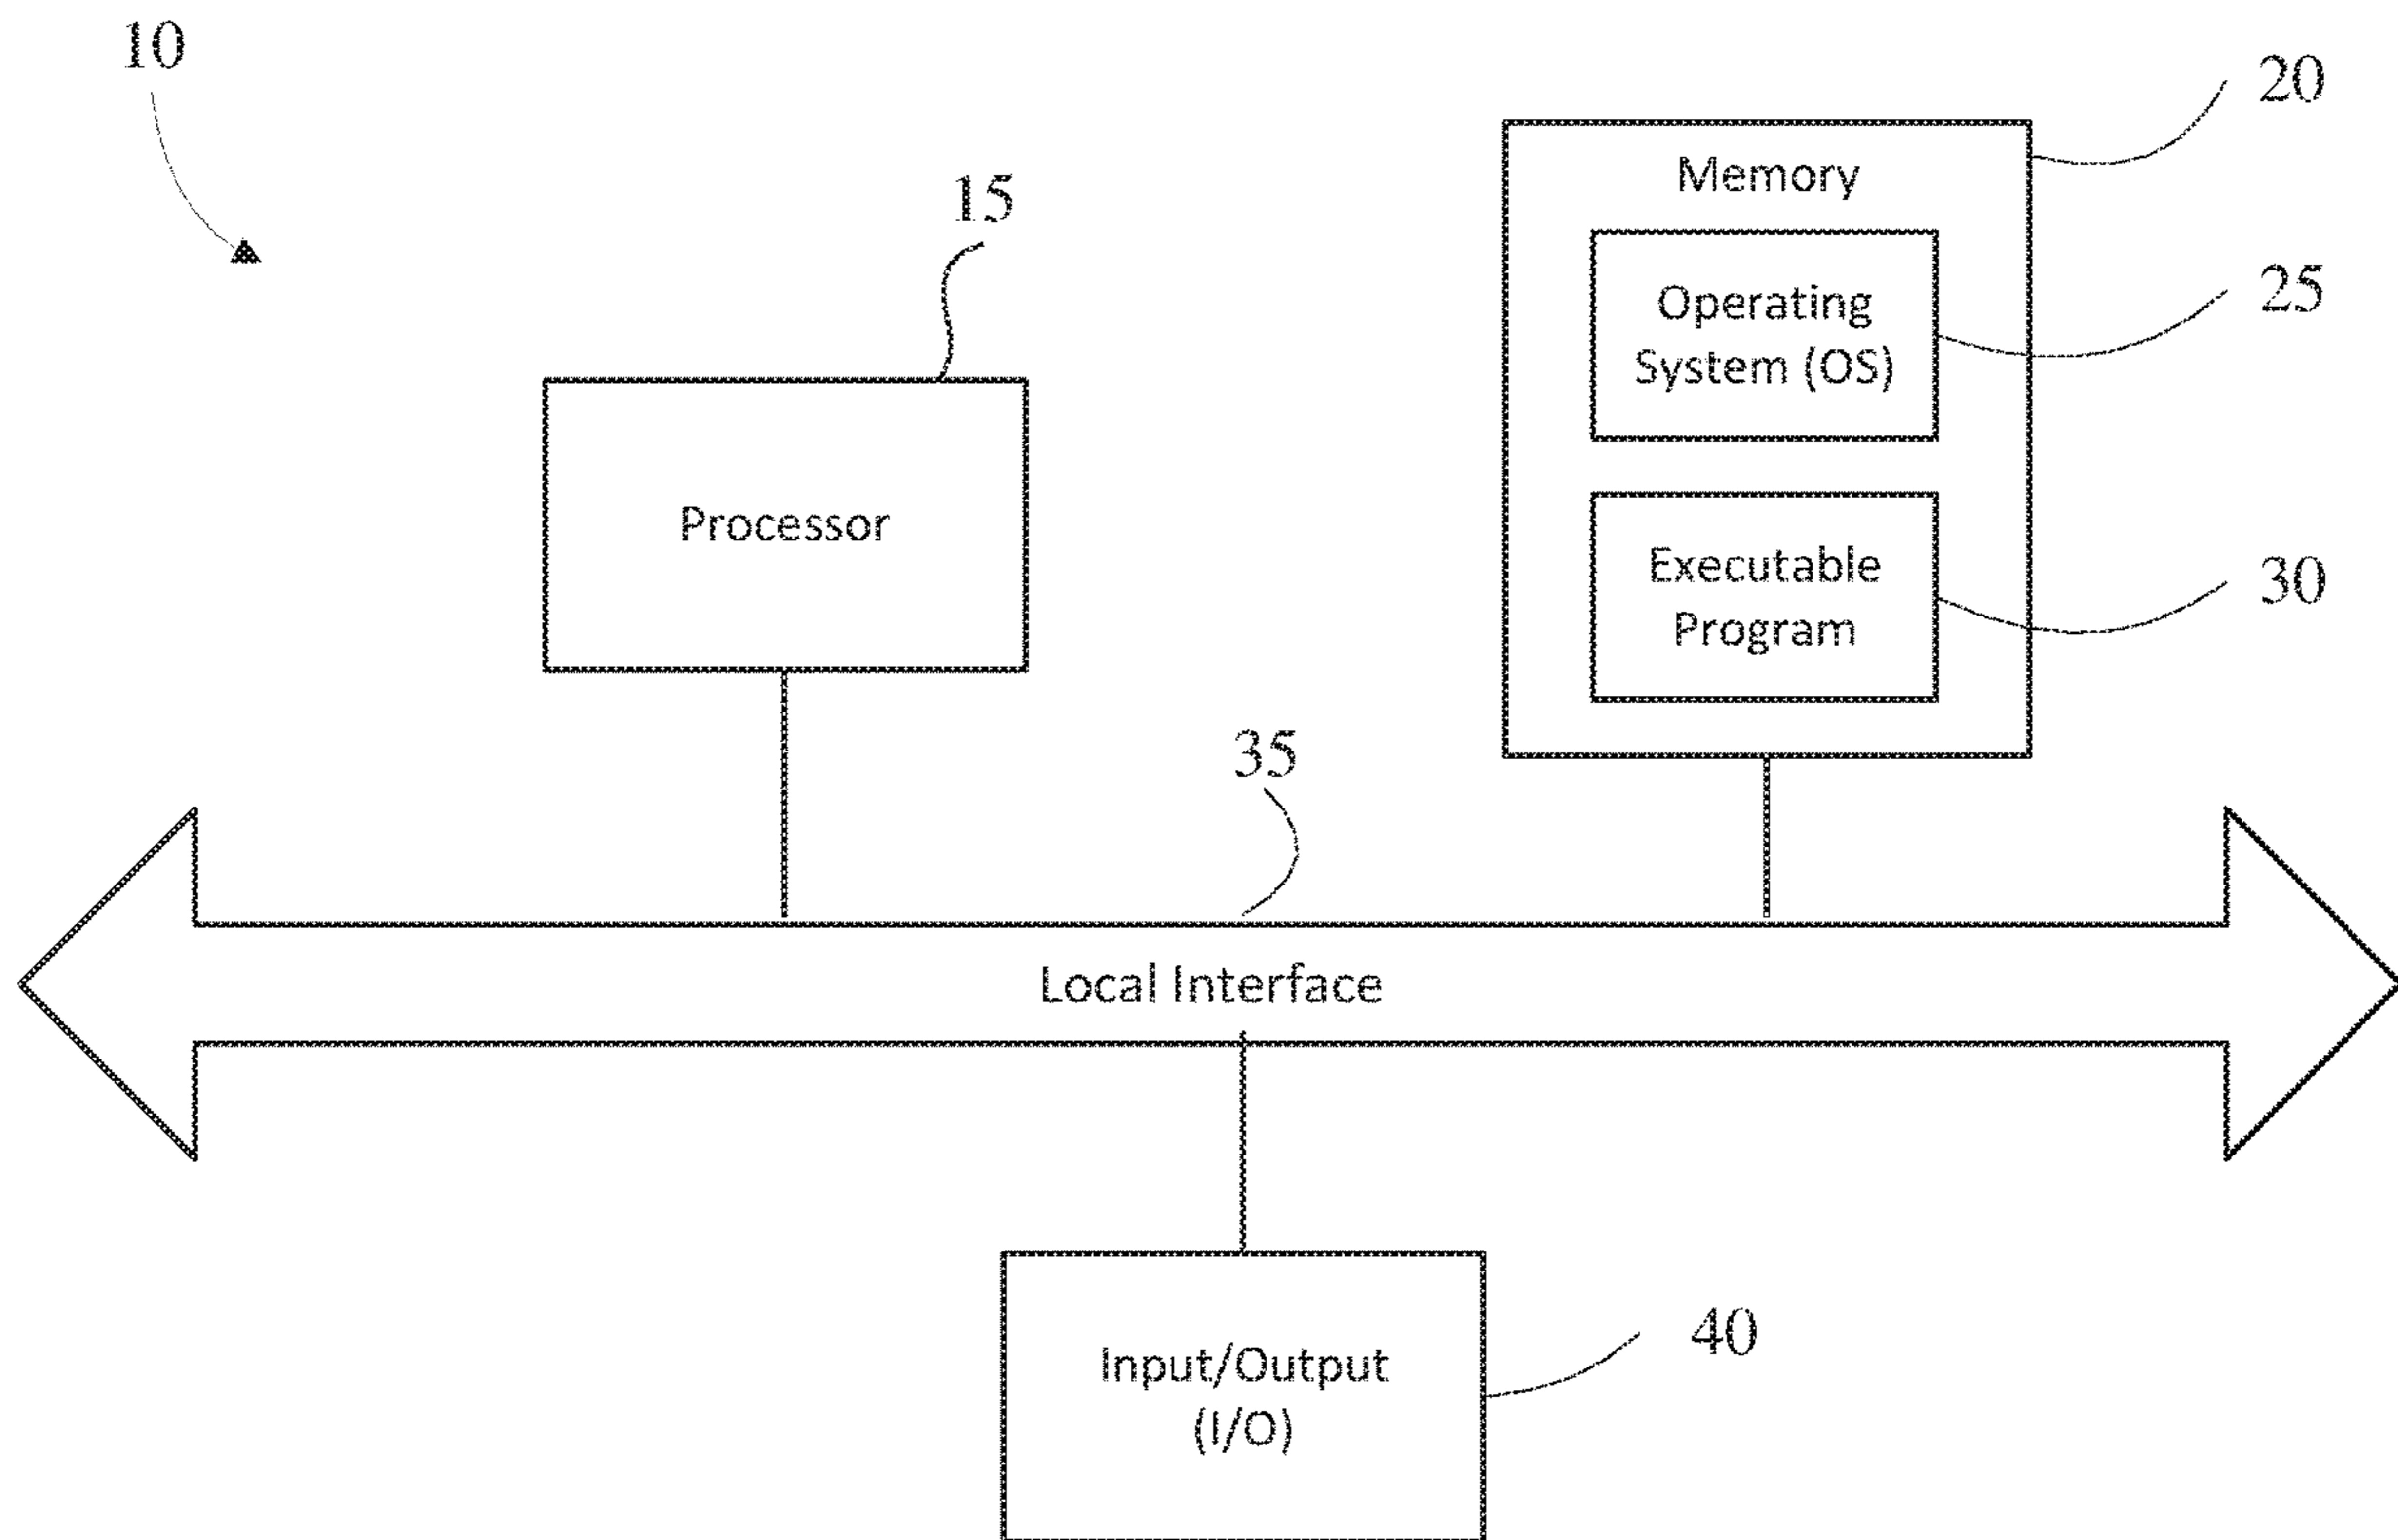 10
20
Memory
15
Operating
System (OS)
25
Processor
Executable
Program
30
35
Local Interface
Input/Output
(I/O)
40